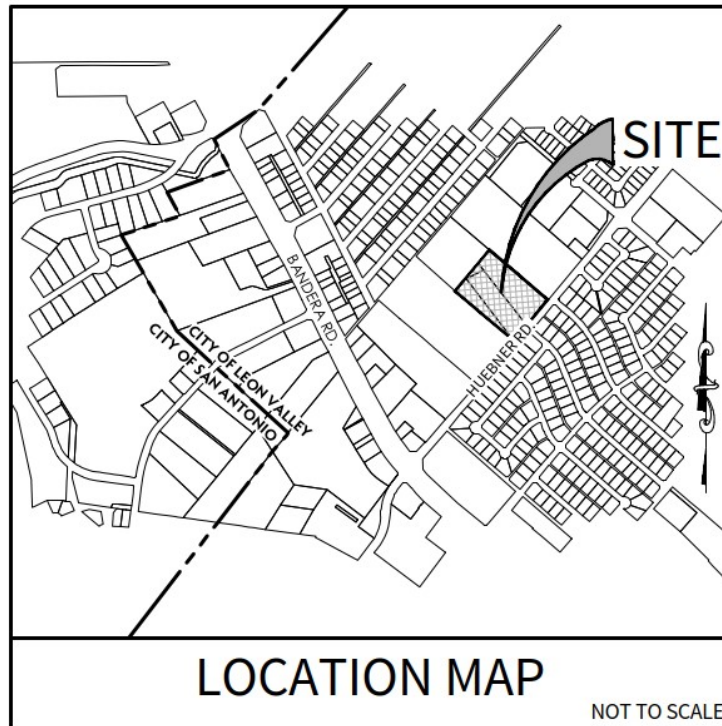 SITE
BANDERA RD.
HUEBNER RD.
CITY OF LEON VALLEY
CITY OF SAN ANTONIO
LOCATION MAP
NOT TO SCALE